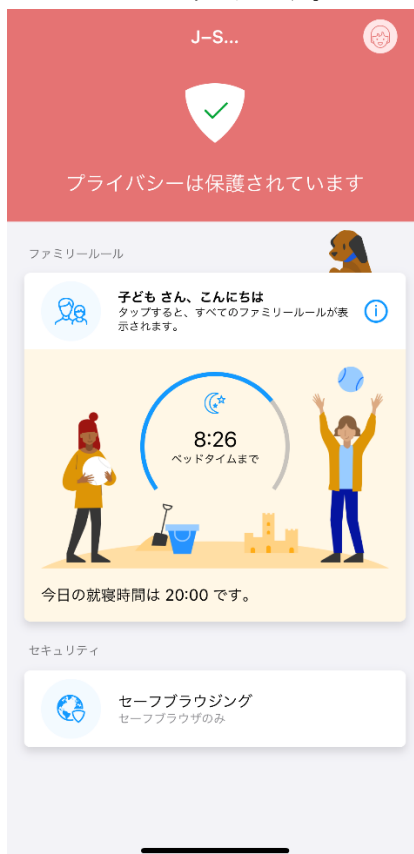 J–S...
プライバシーは保護されています
ファミリールール
子ども さん、こんにちは
タップすると、すべてのファミリールールが表
示されます。
8:26
ベッドタイムまで
今日の就寝時間は 20:00 です。
セキュリティ
セーフブラウジング
セーフブラウザのみ